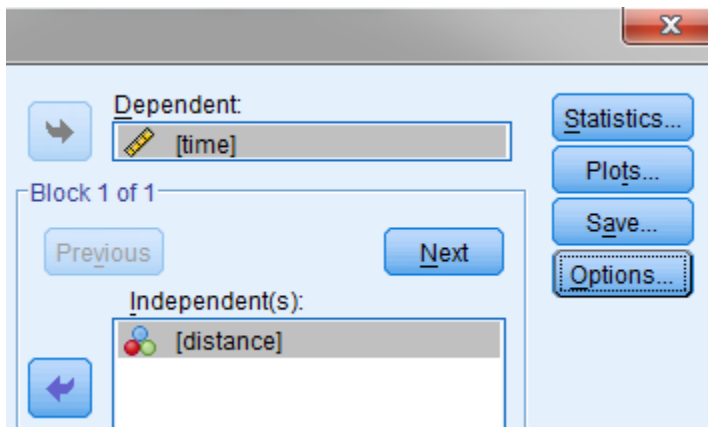 Dependent:
[time]
Statistics...
Plots...
Save...
Options...
Block 1 of 1
Previous
Next
Independent(s):
[distance]